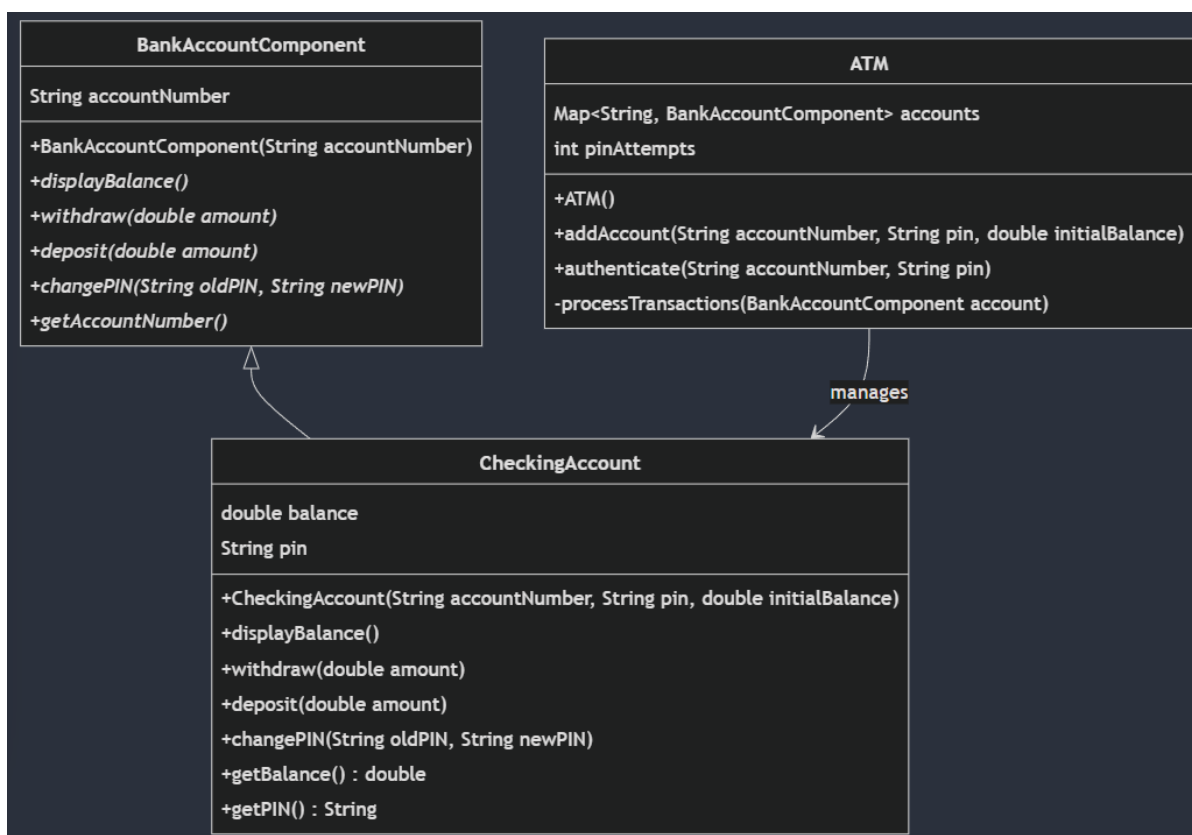 BankAccountComponent
String accountNumber
+BankAccountComponent(String accountNumber)
+displayBalance()
+withdraw(double amount)
+deposit(double amount)
+changePIN(String oldPIN, String newPIN)
+getAccountNumber()
ATM
Map<String, BankAccountComponent> accounts
int pinAttempts
+ATM()
+addAccount(String accountNumber, String pin, double initialBalance)
+authenticate(String accountNumber, String pin)
-processTransactions(BankAccountComponent account)
manages
CheckingAccount
double balance
String pin
+CheckingAccount(String accountNumber, String pin, double initialBalance)
+displayBalance()
+withdraw(double amount)
+deposit(double amount)
+changePIN(String oldPIN, String newPIN)
+getBalance() : double
+getPIN() : String